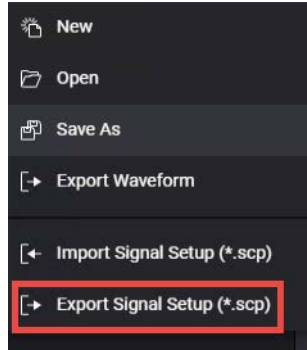 New
Open
Save As
Export Waveform
Import Signal Setup (*.scp)
Export Signal Setup (*.scp)